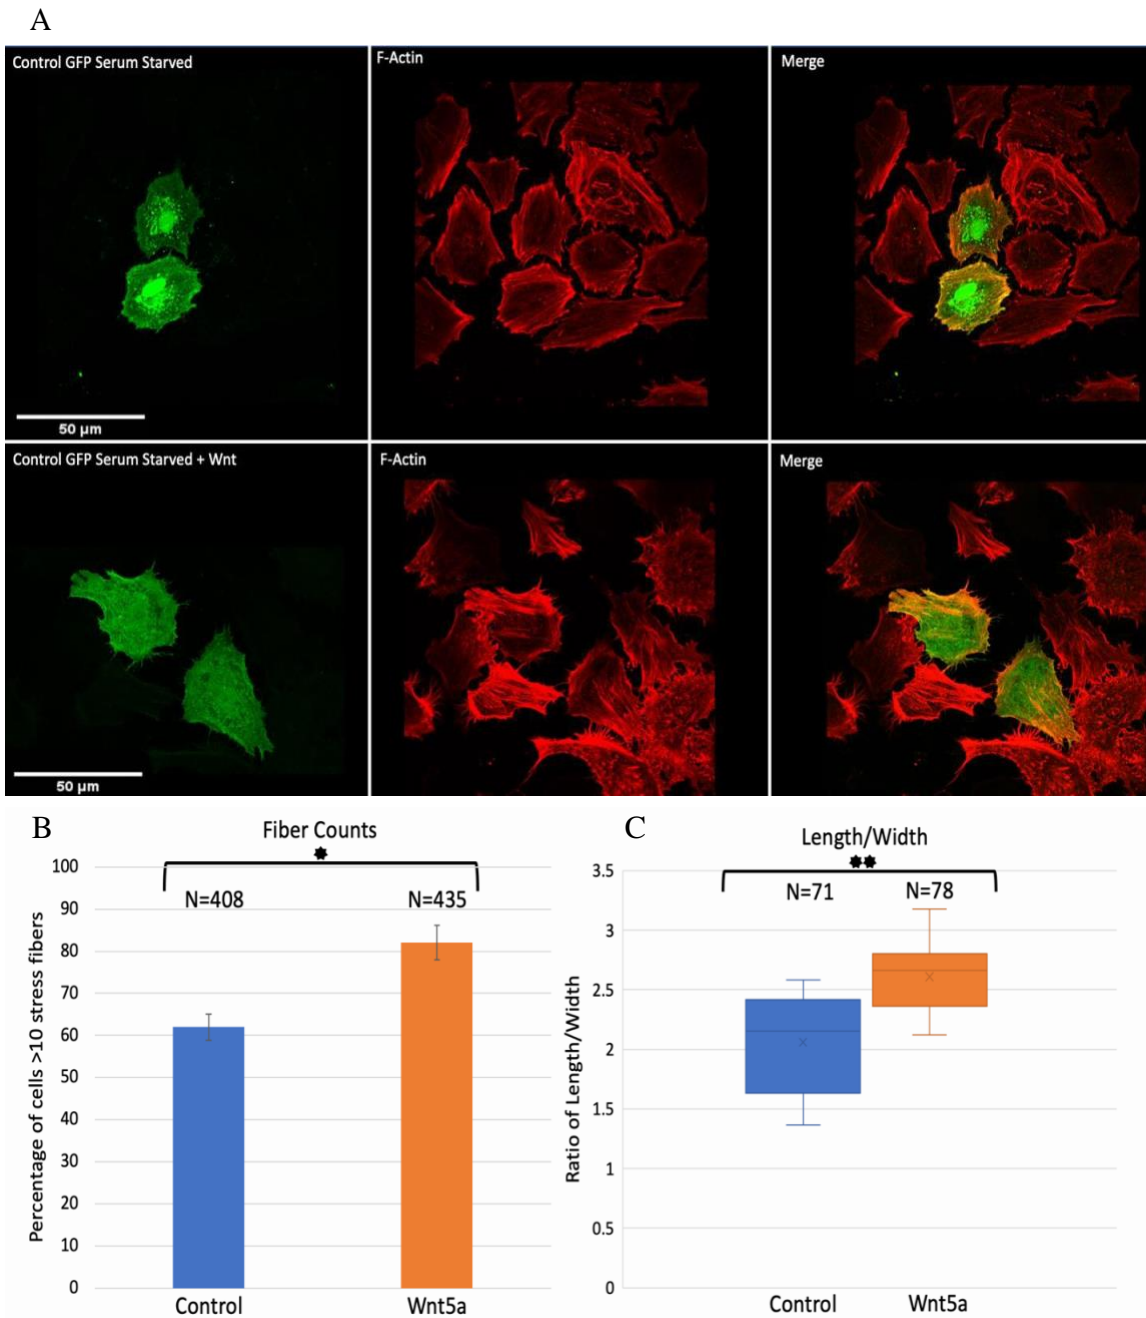 A
Control GFP Serum Starved
F-Actin
Merge
50 µm
Control GFP Serum Starved + Wnt
F-Actin
Merge
50 µm
B
Fiber Counts
N=408
N=435
Percentage of cells >10 stress fibers
100
90
80
70
60
50
40
30
20
10
0
Control
Wnt5a
C
Length/Width
N=71
N=78
Ratio of Length/Width
3.5
3
2.5
2
1.5
1
0.5
0
Control
Wnt5a